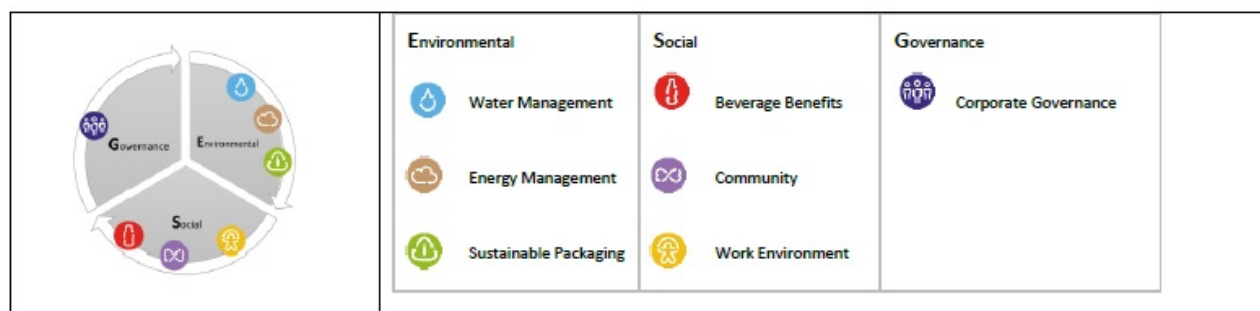 Governance
Environmental
Social
Environmental
Water Management
Energy Management
Sustainable Packaging
Social
Beverage Benefits
Community
Work Environment
Governance
Corporate Governance